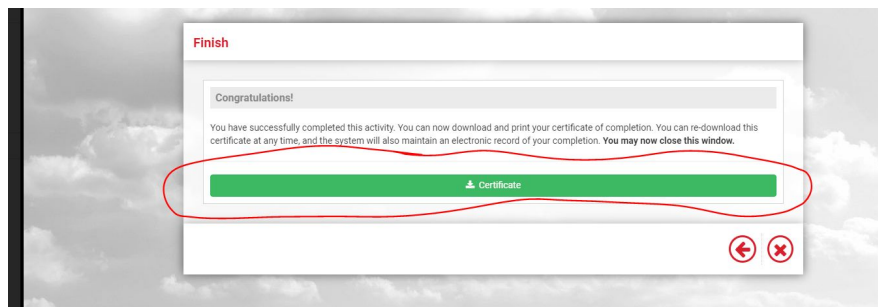 Finish
Congratulations!
You have successfully completed this activity. You can now download and print your certificate of completion. You can re-download this
certificate at any time, and the system will also maintain an electronic record of your completion. You may now close this window.
Certificate